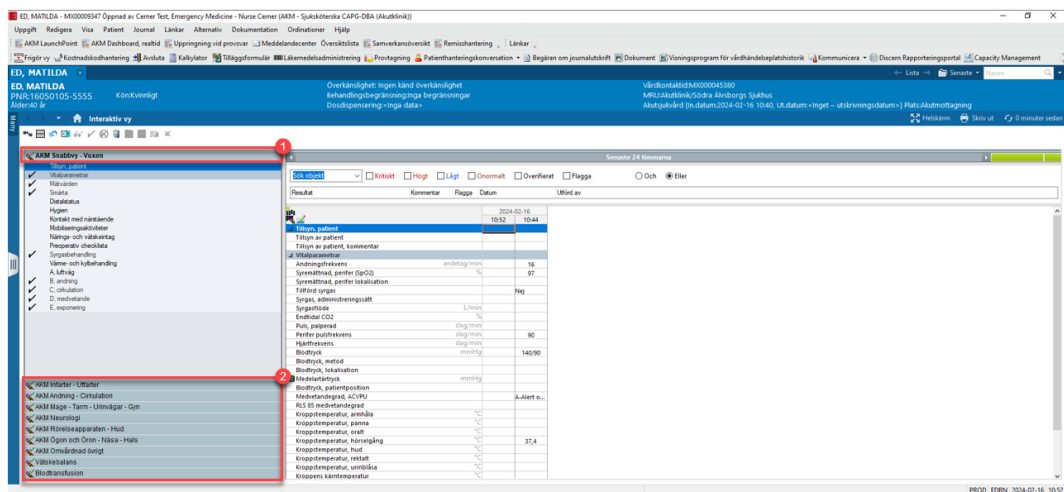 ED, MATILDA - MX00009347 Öppnad av Cerner Test, Emergency Medicine - Nurse Cerner (AKM - Sjuksköterska CAPG-DBA (Akutklinik))
Uppgift Redigera Visa Patient Journal Länkar Alternativ Dokumentation Ordinationer Hjälp
AKM LaunchPoint AKM Dashboard, realtid Uppringning vid provsvar Meddelandecenter Översiktslista Samverkansöversikt Remisshantering Länkar
Frigör vy Kostnadskodhantering Avsluta Kalkylator Tilläggsformulär Läkemedelsadministrering Provtagning Patienthanteringskonversation Begäran om journalutskrift Dokument Visningsprogram för vårdhändelseplatshistorik Kommunicera Discern Rapporteringsportal Capacity Management
ED, MATILDA × Lista Senaste Namn
ED, MATILDA Överkänslighet: Ingen känd överkänslighet Vårdkontaktid:MX000045380
PNR:16050105-5555 Kön:Kvinnligt Behandlingsbegränsning:Inga begränsningar MRU:Akutklinik/Södra Älvsborgs Sjukhus
Ålder:40 år Dosdispensering:<Inga data> Akutsjukvård [In.datum:2024-02-16 10:40, Ut.datum:<Inget - utskrivningsdatum>] Plats:Akutmottagning
Meny
Interaktiv vy Helskärm Skriv ut 0 minuter sedan
1
AKM Snabbvy - Vuxen
Tillsyn, patient
Vitalparametrar
Mätvärden
Smärta
Distalstatus
Hygien
Kontakt med närstående
Mobiliseringsaktiviteter
Närings- och vätskeintag
Preoperativ checklista
Syrgasbehandling
Värme- och kylbehandling
A, luftväg
B, andning
C, cirkulation
D, medvetande
E, exponering
2
AKM Infarter - Utfarter
AKM Andning - Cirkulation
AKM Mage - Tarm - Urinvägar - Gyn
AKM Neurologi
AKM Rörelseapparaten - Hud
AKM Ögon och Öron - Näsa - Hals
AKM Omvårdnad övrigt
Vätskebalans
Blodtransfusion
Senaste 24 timmarna
Sök objekt Kritiskt Högt Lågt Onormalt Overifierat Flagga Och Eller
Resultat Kommentar Flagga Datum Utförd av
2024-02-16
10:52 10:44
Tillsyn, patient
Tillsyn av patient
Tillsyn av patient, kommentar
Vitalparametrar
Andningsfrekvens andetag/min 16
Syremättnad, perifer (SpO2) % 97
Syremättnad, perifer lokalisation
Tillförd syrgas Nej
Syrgas, administreringssätt
Syrgasflöde L/min
Endtidal CO2 %
Puls, palperad slag/min
Perifer pulsfrekvens slag/min 90
Hjärtfrekvens slag/min
Blodtryck mmHg 140/90
Blodtryck, metod
Blodtryck, lokalisation
Medelartärtryck mmHg
Blodtryck, patientposition
Medvetandegrad, ACVPU A-Alert o...
RLS 85 medvetandegrad
Kroppstemperatur, armhåla °C
Kroppstemperatur, panna °C
Kroppstemperatur, oralt °C
Kroppstemperatur, hörselgång °C 37,4
Kroppstemperatur, hud °C
Kroppstemperatur, rektalt °C
Kroppstemperatur, urinblåsa °C
Kroppens kärntemperatur °C
PROD EDRN 2024-02-16 10:52